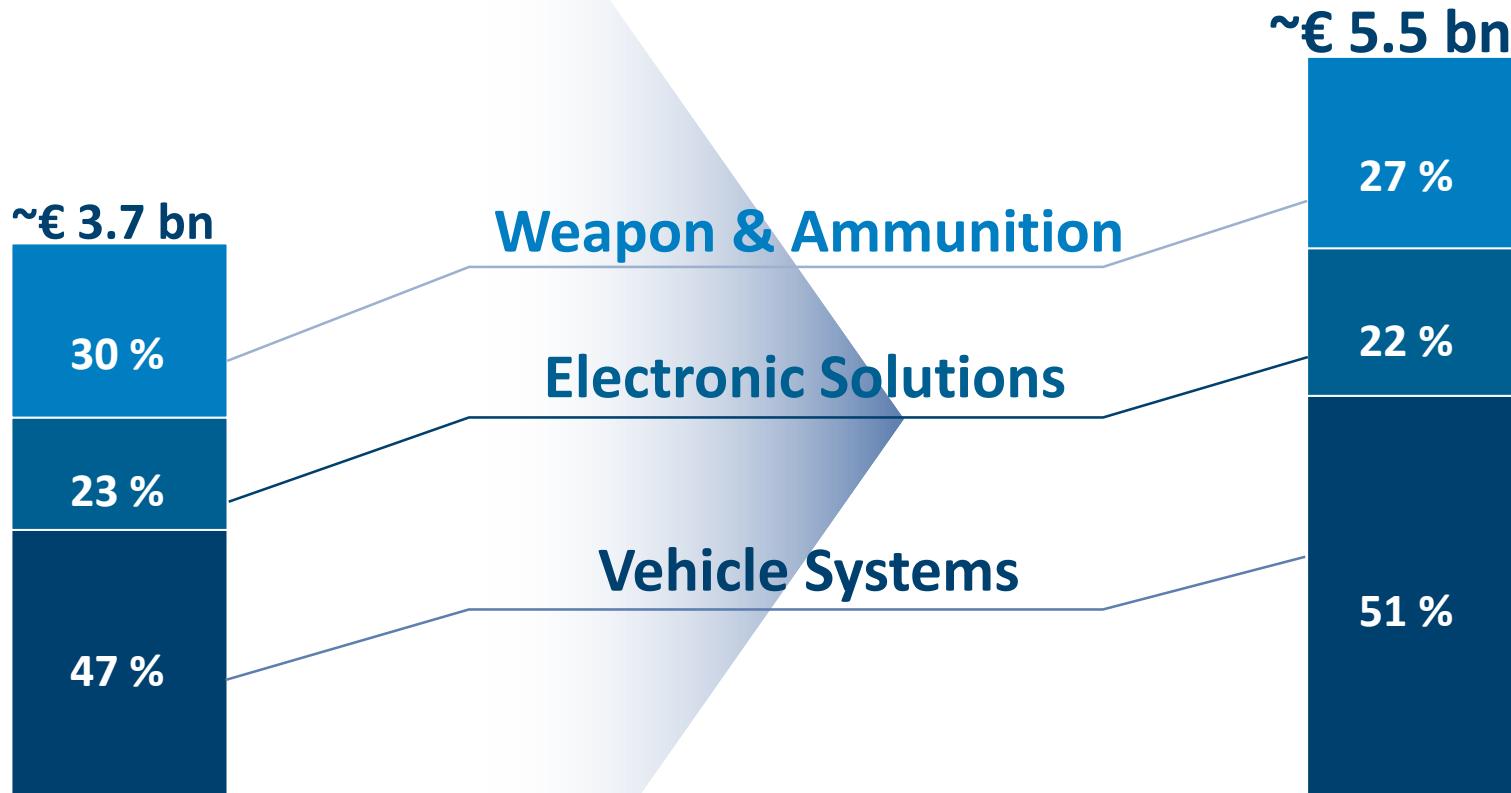 ~€ 3.7 bn
30 %
23 %
47 %
Weapon & Ammunition
Electronic Solutions
Vehicle Systems
~€ 5.5 bn
27 %
22 %
51 %